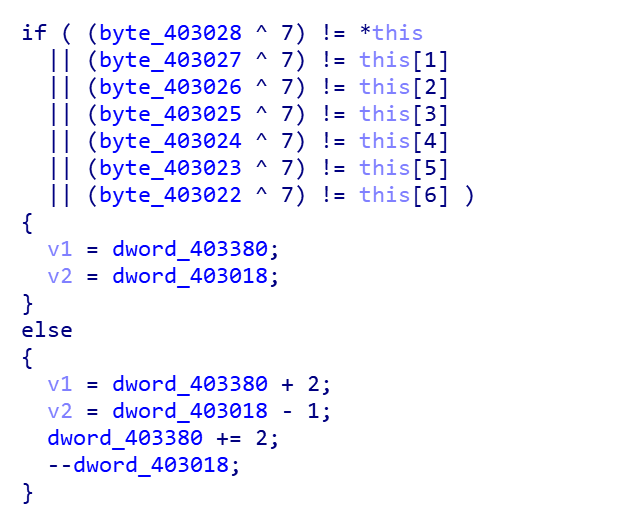 if ( (byte_403028 ^ 7) != *this
  || (byte_403027 ^ 7) != this[1]
  || (byte_403026 ^ 7) != this[2]
  || (byte_403025 ^ 7) != this[3]
  || (byte_403024 ^ 7) != this[4]
  || (byte_403023 ^ 7) != this[5]
  || (byte_403022 ^ 7) != this[6] )
{
  v1 = dword_403380;
  v2 = dword_403018;
}
else
{
  v1 = dword_403380 + 2;
  v2 = dword_403018 - 1;
  dword_403380 += 2;
  --dword_403018;
}